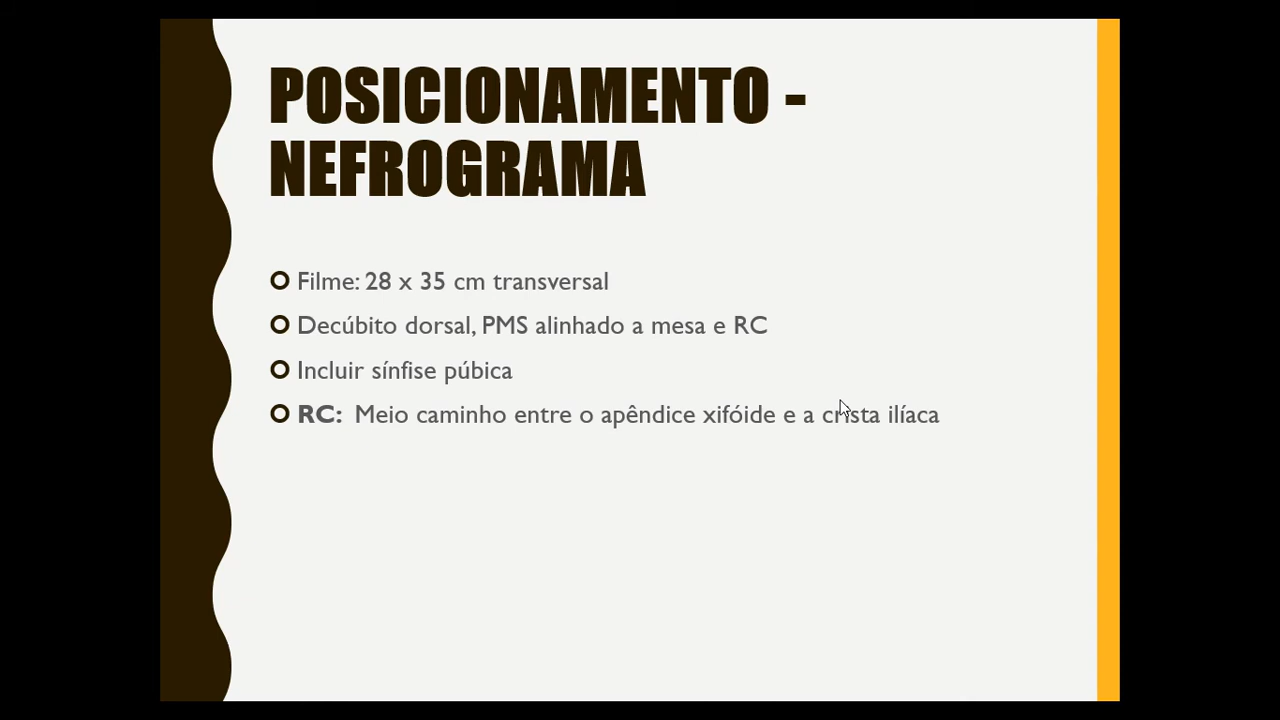 POSICIONAMENTO -
NEFROGRAMA
Filme: 28 x 35 cm transversal
Decúbito dorsal, PMS alinhado a mesa e RC
Incluir sínfise púbica
RC: Meio caminho entre o apêndice xifóide e a crista ilíaca